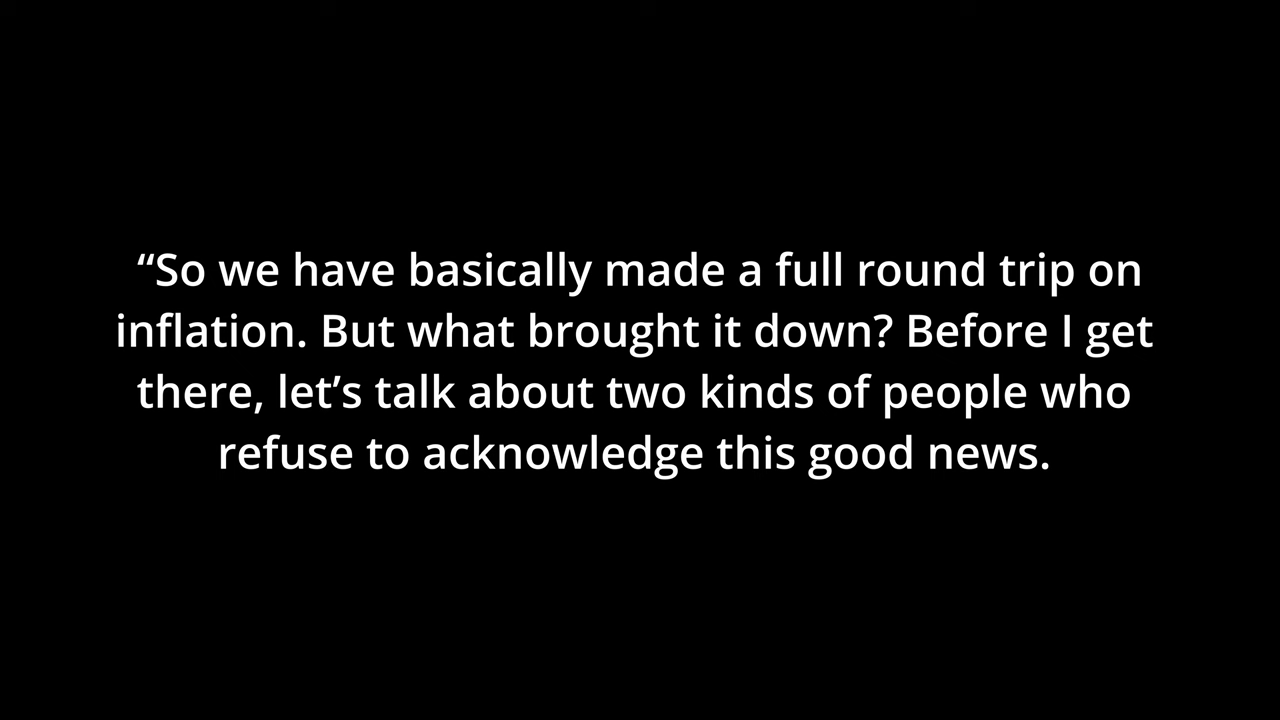 “So we have basically made a full round trip on
inflation. But what brought it down? Before I get
there, let’s talk about two kinds of people who
refuse to acknowledge this good news.